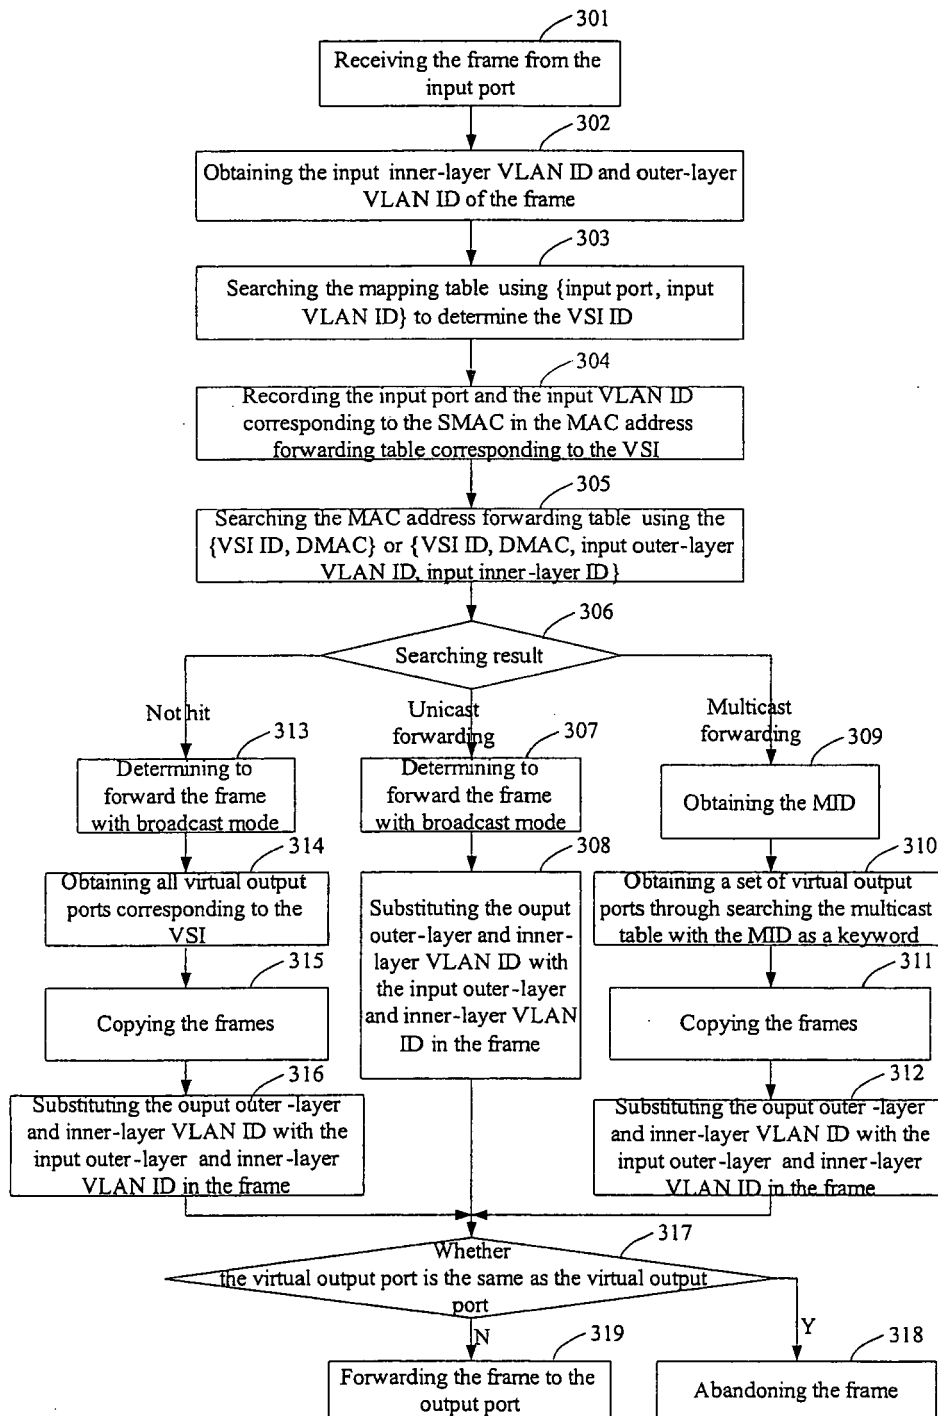 301
Receiving the frame from the
input port
302
Obtaining the input inner-layer VLAN ID and outer-layer
VLAN ID of the frame
303
Searching the mapping table using {input port, input
VLAN ID} to determine the VSI ID
304
Recording the input port and the input VLAN ID
corresponding to the SMAC in the MAC address
forwarding table corresponding to the VSI
305
Searching the MAC address forwarding table using the
{VSI ID, DMAC} or {VSI ID, DMAC, input outer-layer
VLAN ID, input inner-layer ID}
306
Searching result
Not hit
313
Determining to
forward the frame
with broadcast mode
314
Obtaining all virtual output
ports corresponding to the
VSI
315
Copying the frames
316
Substituting the ouput outer-layer
and inner-layer VLAN ID with the
input outer-layer and inner-layer
VLAN ID in the frame
Unicast
forwarding
307
Determining to
forward the frame
with broadcast mode
308
Substituting the ouput
outer-layer and inner-
layer VLAN ID with
the input outer-layer
and inner-layer VLAN
ID in the frame
Multicast
forwarding
309
Obtaining the MID
310
Obtaining a set of virtual output
ports through searching the multicast
table with the MID as a keyword
311
Copying the frames
312
Substituting the ouput outer-layer
and inner-layer VLAN ID with the
input outer-layer and inner-layer
VLAN ID in the frame
317
Whether
the virtual output port is the same as the virtual output
port
N
319
Forwarding the frame to the
output port
Y
318
Abandoning the frame